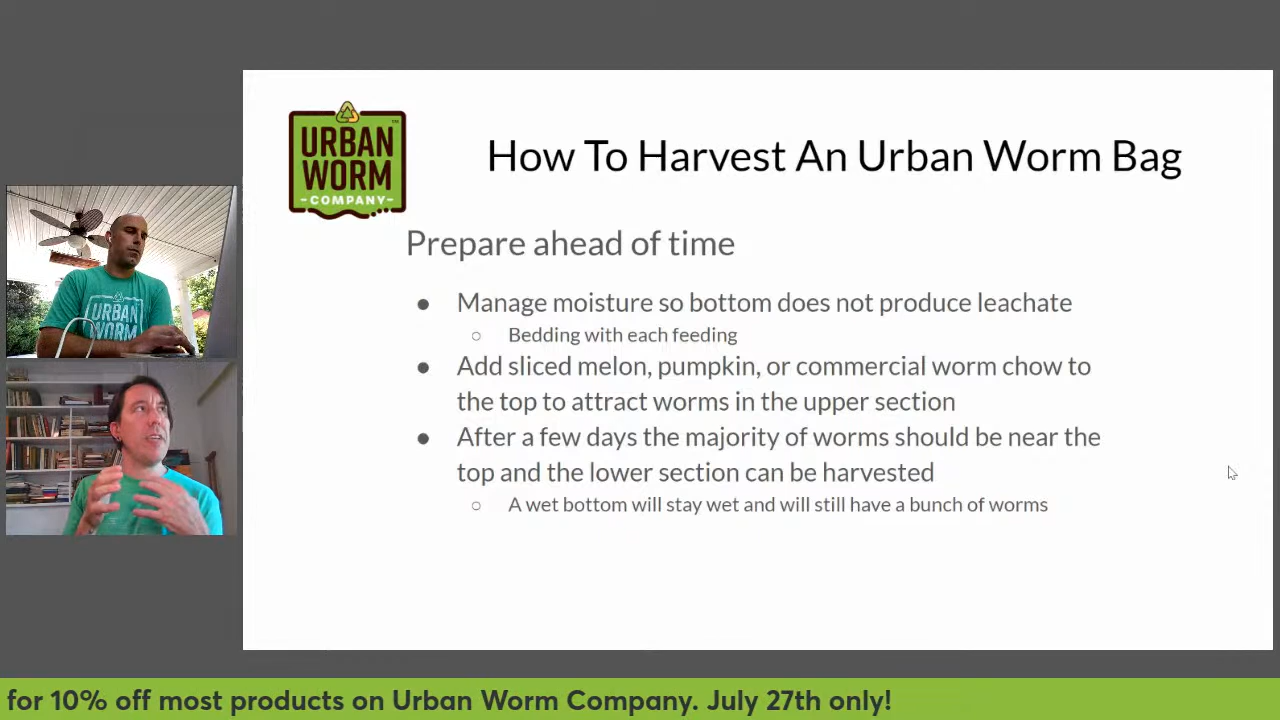 URBAN
WORM
-COMPANY-
™
How To Harvest An Urban Worm Bag
Prepare ahead of time
● Manage moisture so bottom does not produce leachate
○ Bedding with each feeding
● Add sliced melon, pumpkin, or commercial worm chow to
the top to attract worms in the upper section
● After a few days the majority of worms should be near the
top and the lower section can be harvested
○ A wet bottom will stay wet and will still have a bunch of worms
URBAN
WORM
for 10% off most products on Urban Worm Company. July 27th only!